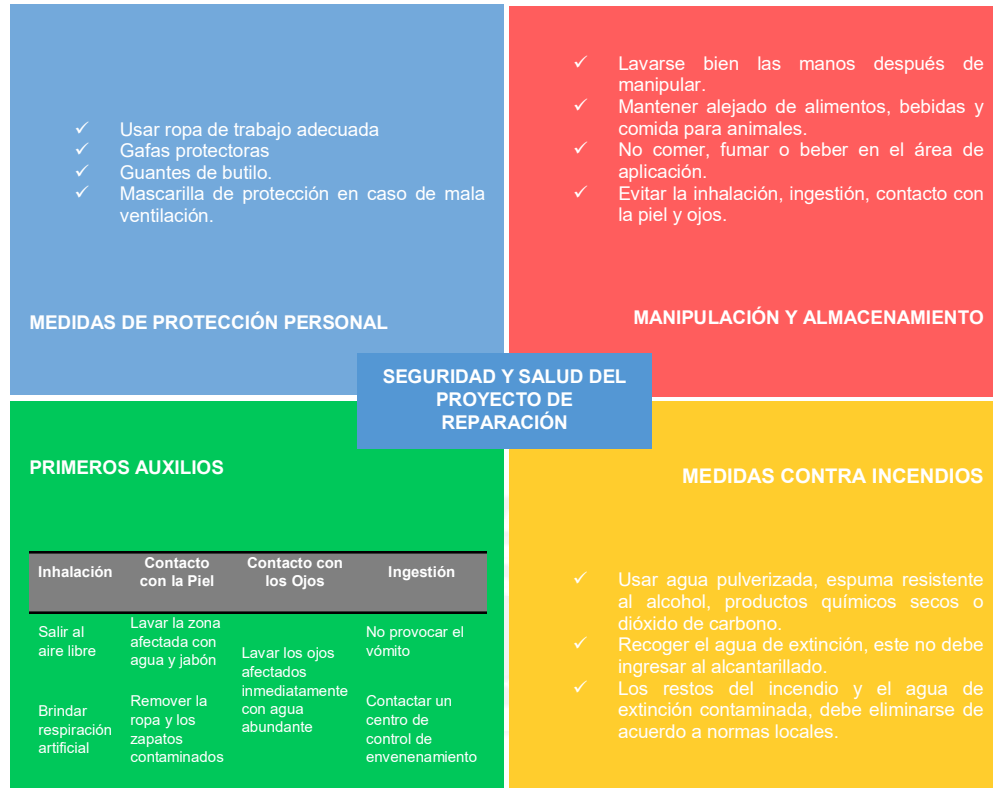 Usar ropa de trabajo adecuada
Gafas protectoras
Guantes de butilo.
Mascarilla de protección en caso de mala
ventilación.
MEDIDAS DE PROTECCIÓN PERSONAL
Lavarse bien las manos después de
manipular.
Mantener alejado de alimentos, bebidas y
comida para animales.
No comer, fumar o beber en el área de
aplicación.
Evitar la inhalación, ingestión, contacto con
la piel y ojos.
MANIPULACIÓN Y ALMACENAMIENTO
SEGURIDAD Y SALUD DEL
PROYECTO DE
REPARACIÓN
PRIMEROS AUXILIOS
Inhalación
Contacto
con la Piel
Contacto con
los Ojos
Ingestión
Salir al
aire libre
Lavar la zona
afectada con
agua y jabón
Lavar los ojos
afectados
inmediatamente
con agua
abundante
No provocar el
vómito
Brindar
respiración
artificial
Remover la
ropa y los
zapatos
contaminados
Contactar un
centro de
control de
envenenamiento
MEDIDAS CONTRA INCENDIOS
Usar agua pulverizada, espuma resistente
al alcohol, productos químicos secos o
dióxido de carbono.
Recoger el agua de extinción, este no debe
ingresar al alcantarillado.
Los restos del incendio y el agua de
extinción contaminada, debe eliminarse de
acuerdo a normas locales.